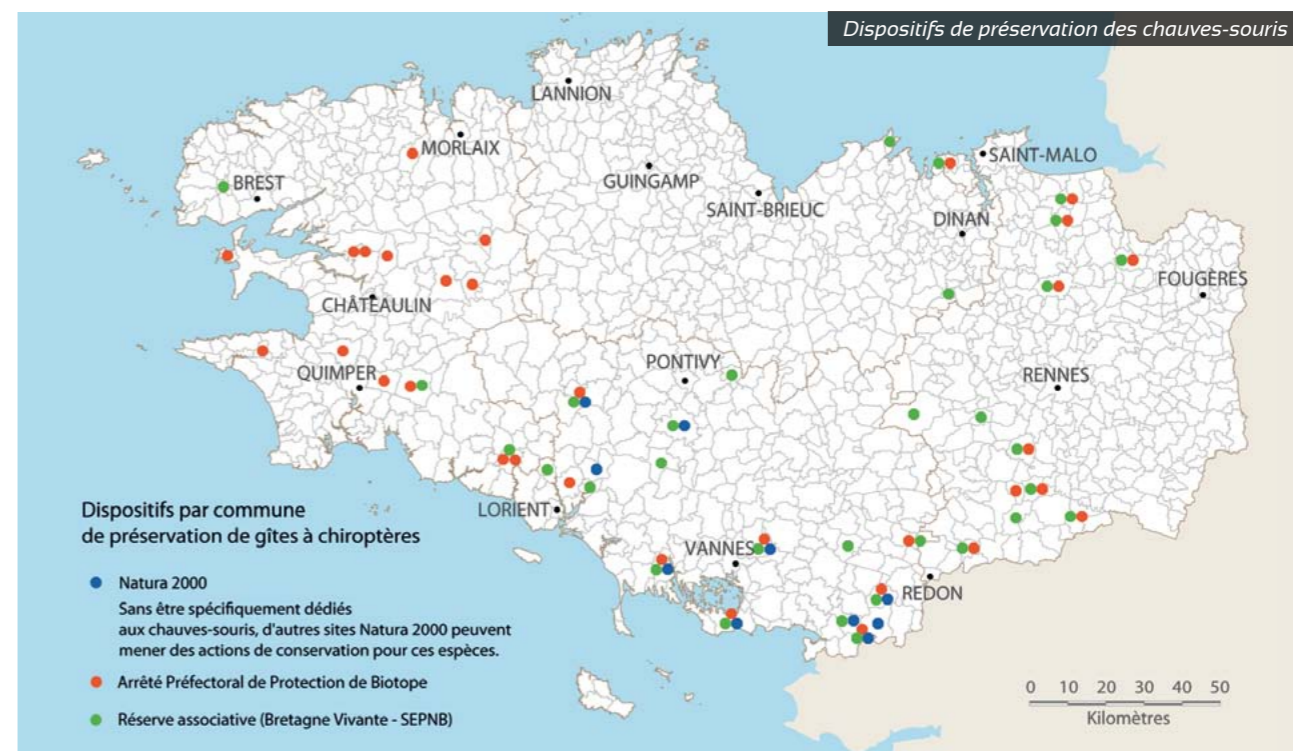 Dispositifs de préservation des chauves-souris
LANNION
MORLAIX
SAINT-MALO
GUINGAMP
BREST
SAINT-BRIEUC
DINAN
FOUGÈRES
CHÂTEAULIN
PONTIVY
QUIMPER
RENNES
LORIENT
VANNES
REDON
Dispositifs par commune
de préservation de gîtes à chiroptères
Natura 2000
Sans être spécifiquement dédiés
aux chauves-souris, d'autres sites Natura 2000 peuvent
mener des actions de conservation pour ces espèces.
Arrêté Préfectoral de Protection de Biotope
Réserve associative (Bretagne Vivante - SEPNB)
0 10 20 30 40 50
Kilomètres